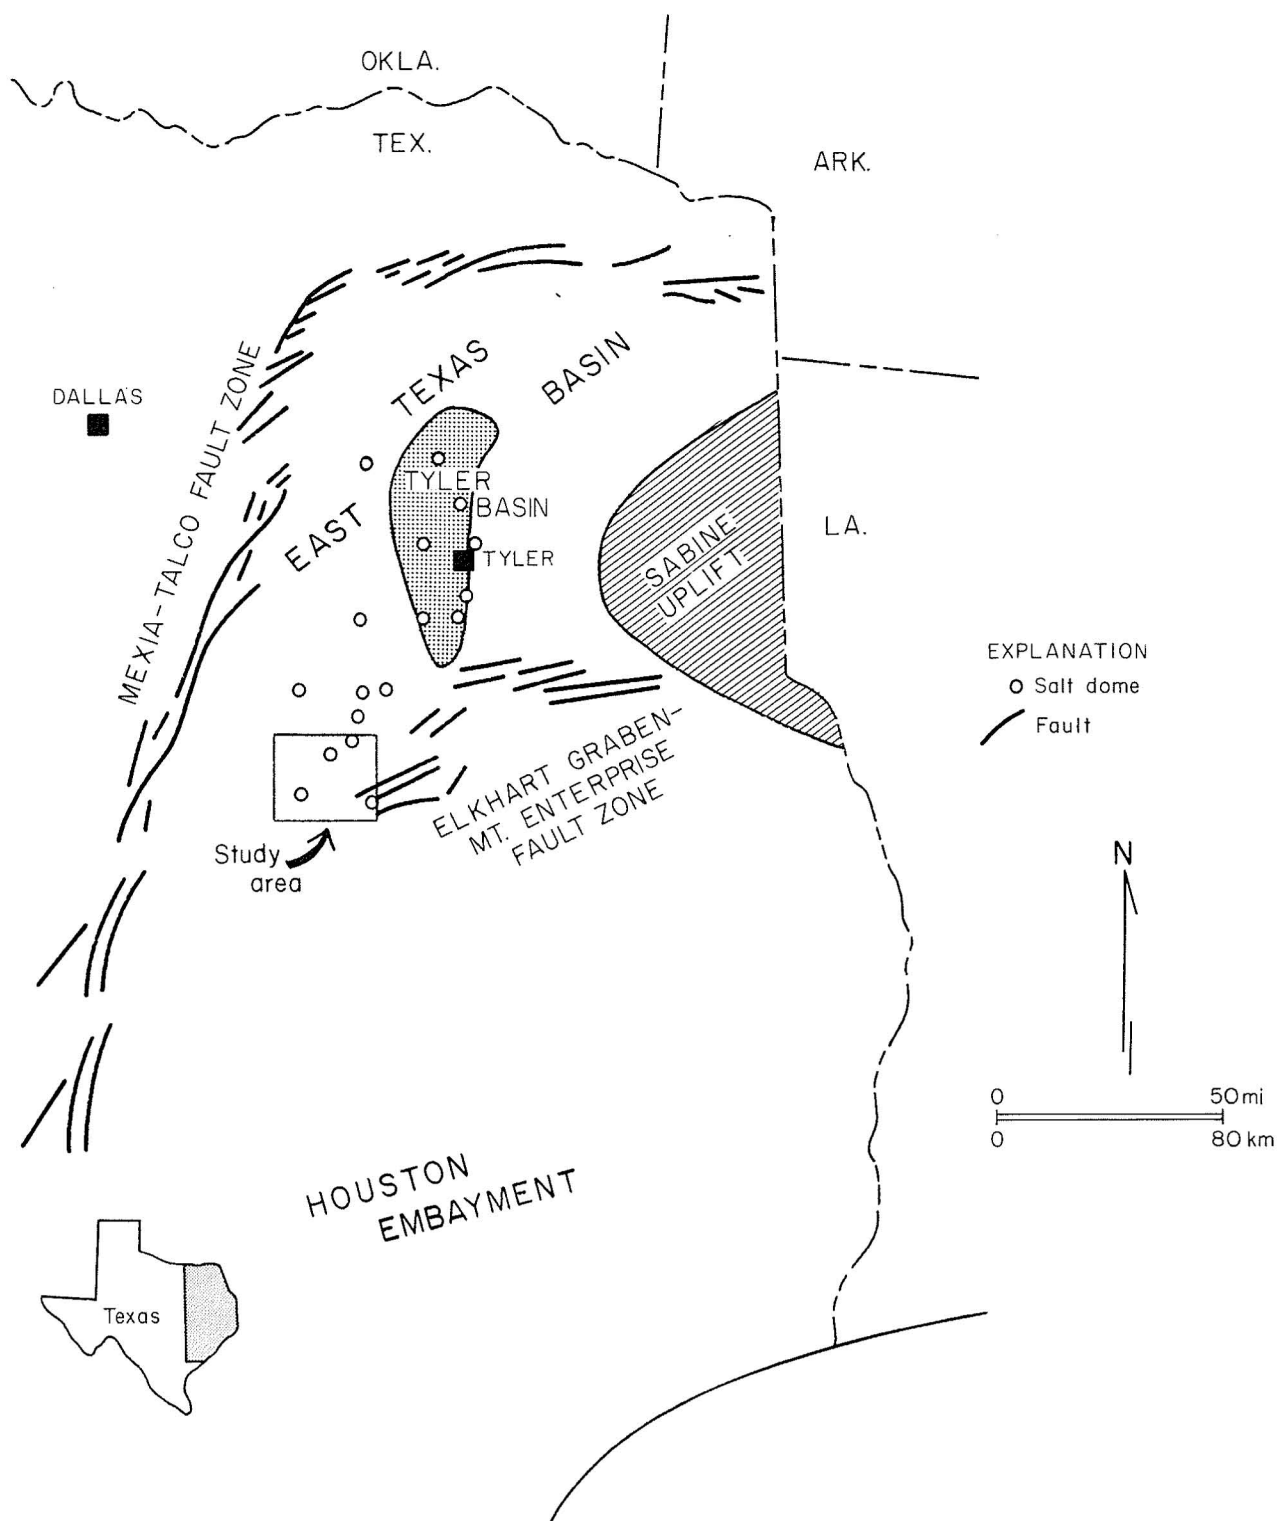 OKLA.
TEX.
ARK.
TEXAS
BASIN
DALLAS
MEXIA-TALCO FAULT ZONE
TYLER
BASIN
EAST
TYLER
SABINE
UPLIFT
LA.
EXPLANATION
Salt dome
Fault
ELKHART GRABEN-
MT. ENTERPRISE
FAULT ZONE
Study
area
N
0 50 mi
0 80 km
HOUSTON
EMBAYMENT
Texas